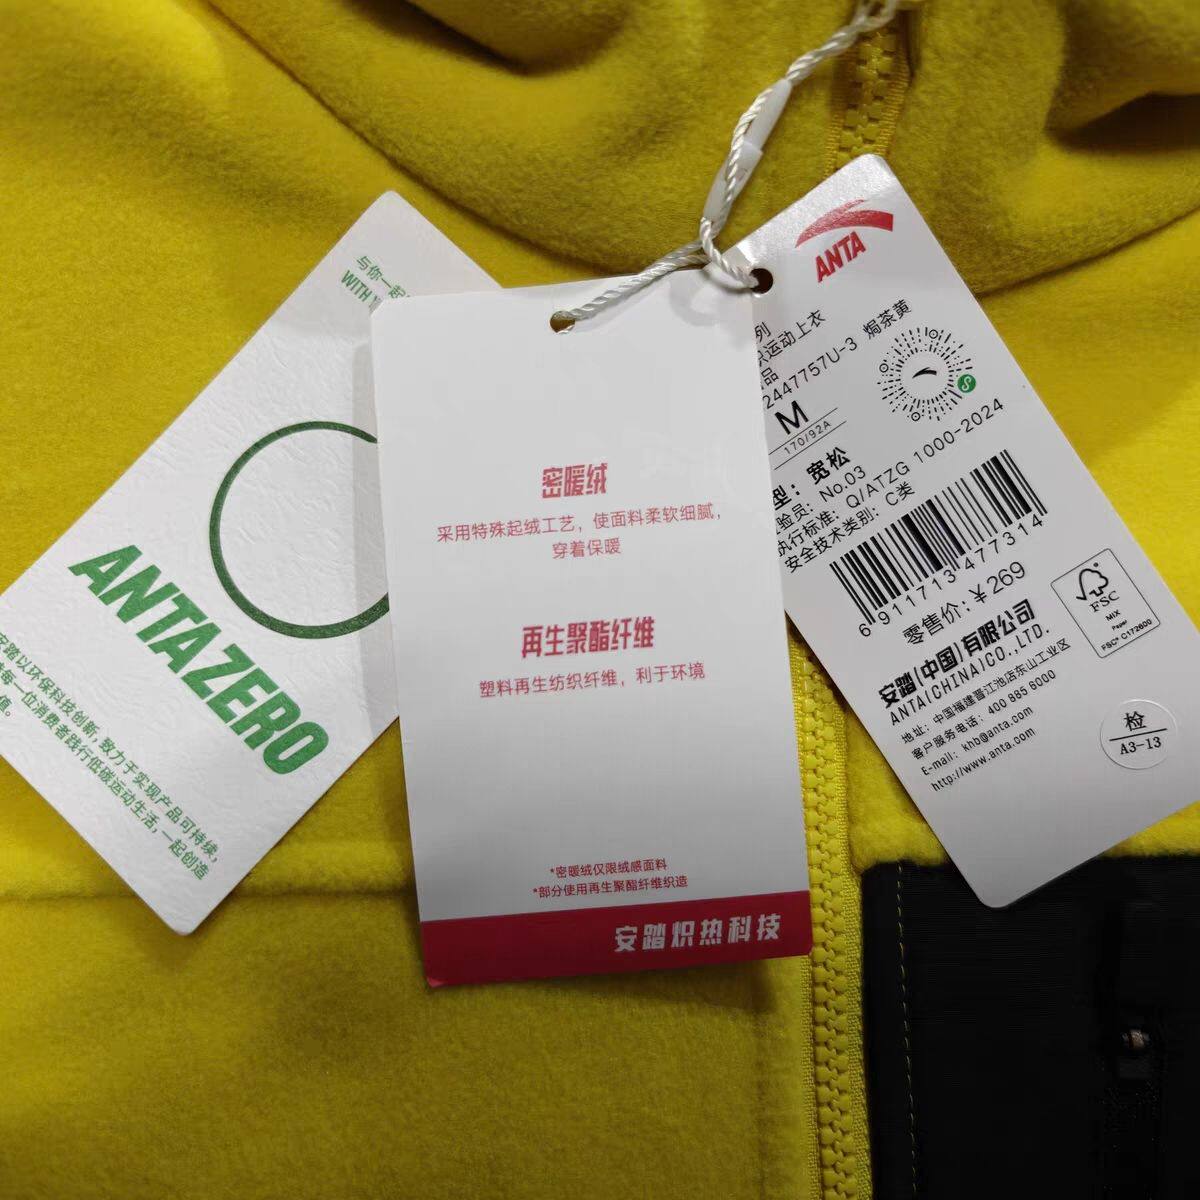 与你一起
WITH
ANTAZERO
安踏以环保科技创新,致力于实现产品可持续,
每一位消费者践行低碳运动生活,一起创造
值。
密暖绒
采用特殊起绒工艺，使面料柔软细腻，
穿着保暖
再生聚酯纤维
塑料再生纺织纤维，利于环境
*密暖绒仅限绒感面料
*部分使用再生聚酯纤维织造
安踏炽热科技
ANTA
列
织运动上衣
品
2447757U-3 焗茶黄
M
170/92A
型：宽松
验员：No.03
执行标准：Q/ATZG 1000-2024
安全技术类别：C类
6 911713 477314
零售价:¥269
安踏(中国)有限公司
ANTA(CHINA)CO.,LTD.
地址：中国福建晋江池店东山工业区
客户服务电话：400 885 6000
E-mail：khb@anta.com
http://www.anta.com
FSC
MIX
Paper
FSC® C172600
检
A3-13